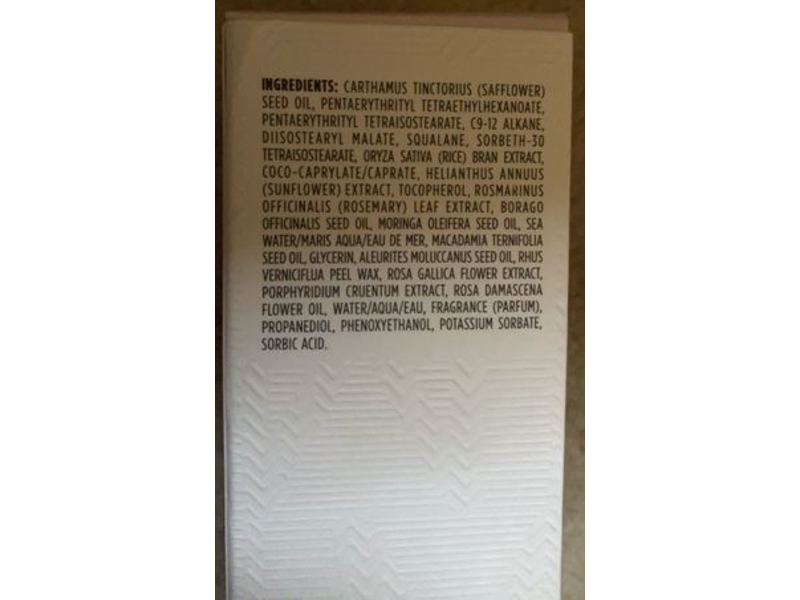 INGREDIENTS: CARTHAMUS TINCTORIUS (SAFFLOWER)
SEED OIL, PENTAERYTHRITYL TETRAETHYLHEXANOATE,
PENTAERYTHRITYL TETRAISOSTEARATE, C9-12 ALKANE,
DIISOSTEARYL MALATE, SQUALANE, SORBETH-30
TETRAISOSTEARATE, ORYZA SATIVA (RICE) BRAN EXTRACT,
COCO-CAPRYLATE/CAPRATE, HELIANTHUS ANNUUS
(SUNFLOWER) EXTRACT, TOCOPHEROL, ROSMARINUS
OFFICINALIS (ROSEMARY) LEAF EXTRACT, BORAGO
OFFICINALIS SEED OIL, MORINGA OLEIFERA SEED OIL, SEA
WATER/MARIS AQUA/EAU DE MER, MACADAMIA TERNIFOLIA
SEED OIL, GLYCERIN, ALEURITES MOLUCCANUS SEED OIL, RHUS
VERNICIFLUA PEEL WAX, ROSA GALLICA FLOWER EXTRACT,
PORPHYRIDIUM CRUENTUM EXTRACT, ROSA DAMASCENA
FLOWER OIL, WATER/AQUA/EAU, FRAGRANCE (PARFUM),
PROPANEDIOL, PHENOXYETHANOL, POTASSIUM SORBATE,
SORBIC ACID.